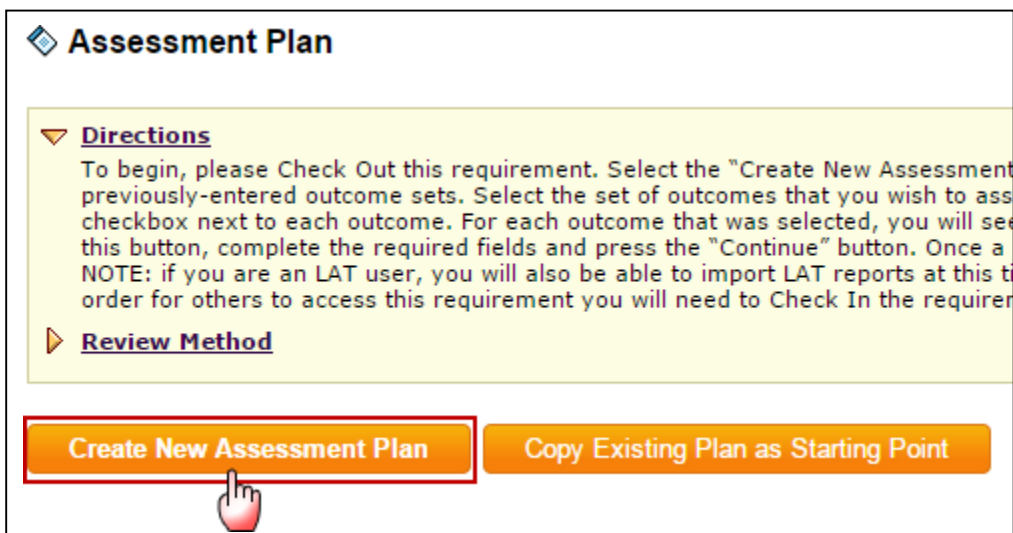 Assessment Plan
Directions
To begin, please Check Out this requirement. Select the "Create New Assessment
previously-entered outcome sets. Select the set of outcomes that you wish to ass
checkbox next to each outcome. For each outcome that was selected, you will see
this button, complete the required fields and press the "Continue" button. Once a
NOTE: if you are an LAT user, you will also be able to import LAT reports at this ti
order for others to access this requirement you will need to Check In the requirer
Review Method
Create New Assessment Plan
Copy Existing Plan as Starting Point